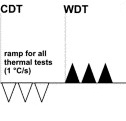 CDT WDT
ramp for all
thermal tests
(1 °C/s)